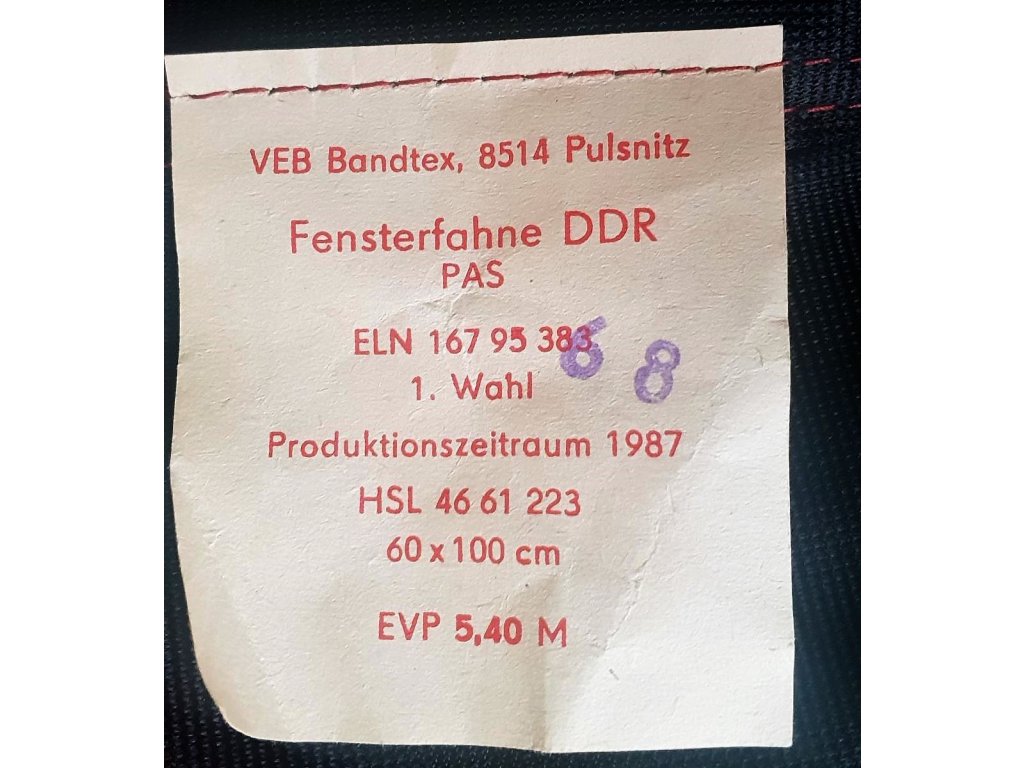 VEB Bandtex, 8514 Pulsnitz
Fensterfahne DDR
PAS
ELN 167 95 383
6 8
1. Wahl
Produktionszeitraum 1987
HSL 46 61 223
60 x 100 cm
EVP 5,40 M